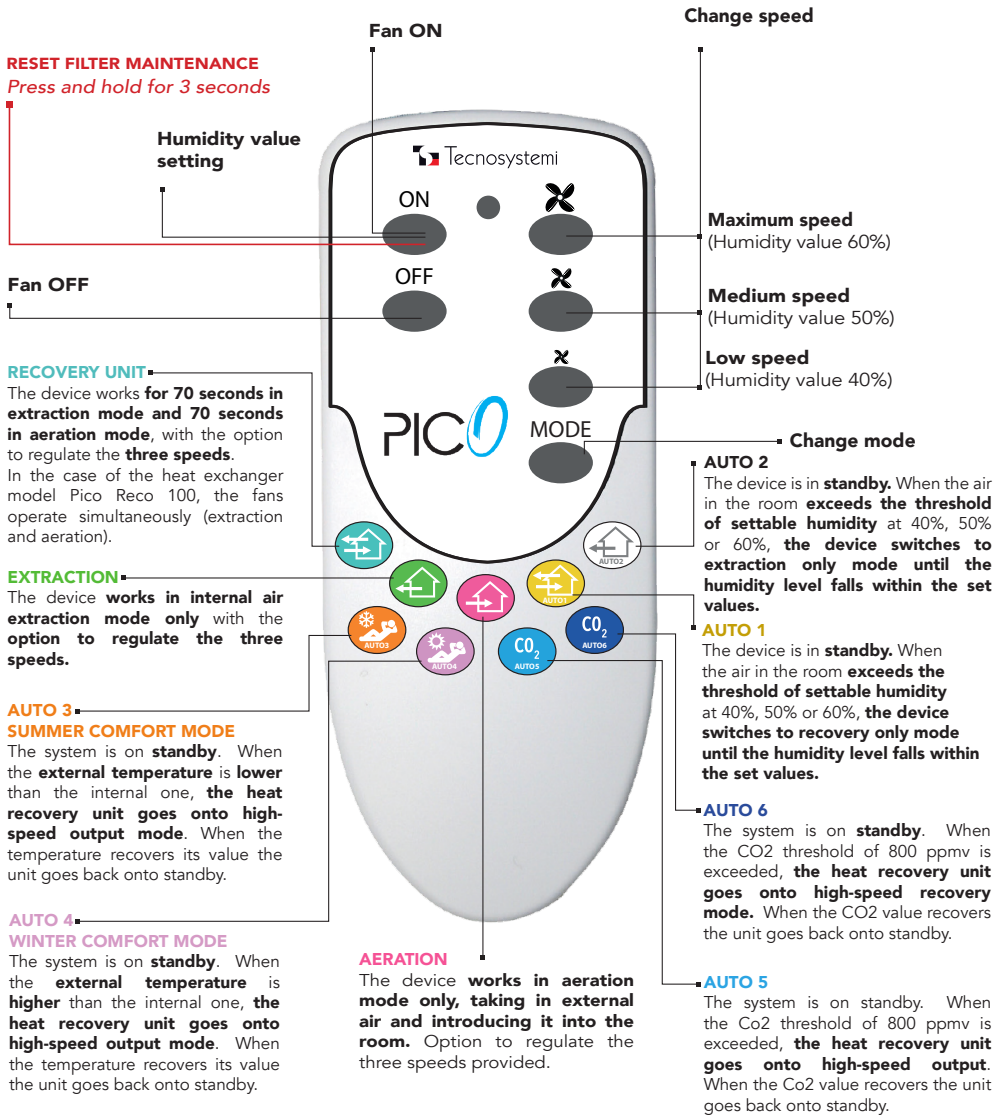 Change speed
Fan ON
RESET FILTER MAINTENANCE
Press and hold for 3 seconds
Humidity value
setting
Tecnosystemi
ON
Maximum speed
(Humidity value 60%)
Fan OFF
OFF
Medium speed
(Humidity value 50%)
Low speed
(Humidity value 40%)
RECOVERY UNIT
The device works for 70 seconds in
extraction mode and 70 seconds
in aeration mode, with the option
to regulate the three speeds.
In the case of the heat exchanger
model Pico Reco 100, the fans
operate simultaneously (extraction
and aeration).
PICO
MODE
Change mode
AUTO 2
The device is in standby. When the air
in the room exceeds the threshold
of settable humidity at 40%, 50%
or 60%, the device switches to
extraction only mode until the
humidity level falls within the set
values.
AUTO2
EXTRACTION
The device works in internal air
extraction mode only with the
option to regulate the three
speeds.
AUTO1
AUTO3
AUTO4
CO2
AUTO5
CO2
AUTO6
AUTO 1
The device is in standby. When
the air in the room exceeds the
threshold of settable humidity
at 40%, 50% or 60%, the device
switches to recovery only mode
until the humidity level falls within
the set values.
AUTO 3
SUMMER COMFORT MODE
The system is on standby. When
the external temperature is lower
than the internal one, the heat
recovery unit goes onto high-
speed output mode. When the
temperature recovers its value the
unit goes back onto standby.
AUTO 6
The system is on standby. When
the CO2 threshold of 800 ppmv is
exceeded, the heat recovery unit
goes onto high-speed recovery
mode. When the CO2 value recovers
the unit goes back onto standby.
AUTO 4
WINTER COMFORT MODE
The system is on standby. When
the external temperature is
higher than the internal one, the
heat recovery unit goes onto
high-speed output mode. When
the temperature recovers its value
the unit goes back onto standby.
AERATION
The device works in aeration
mode only, taking in external
air and introducing it into the
room. Option to regulate the
three speeds provided.
AUTO 5
The system is on standby. When
the Co2 threshold of 800 ppmv is
exceeded, the heat recovery unit
goes onto high-speed output.
When the Co2 value recovers the unit
goes back onto standby.